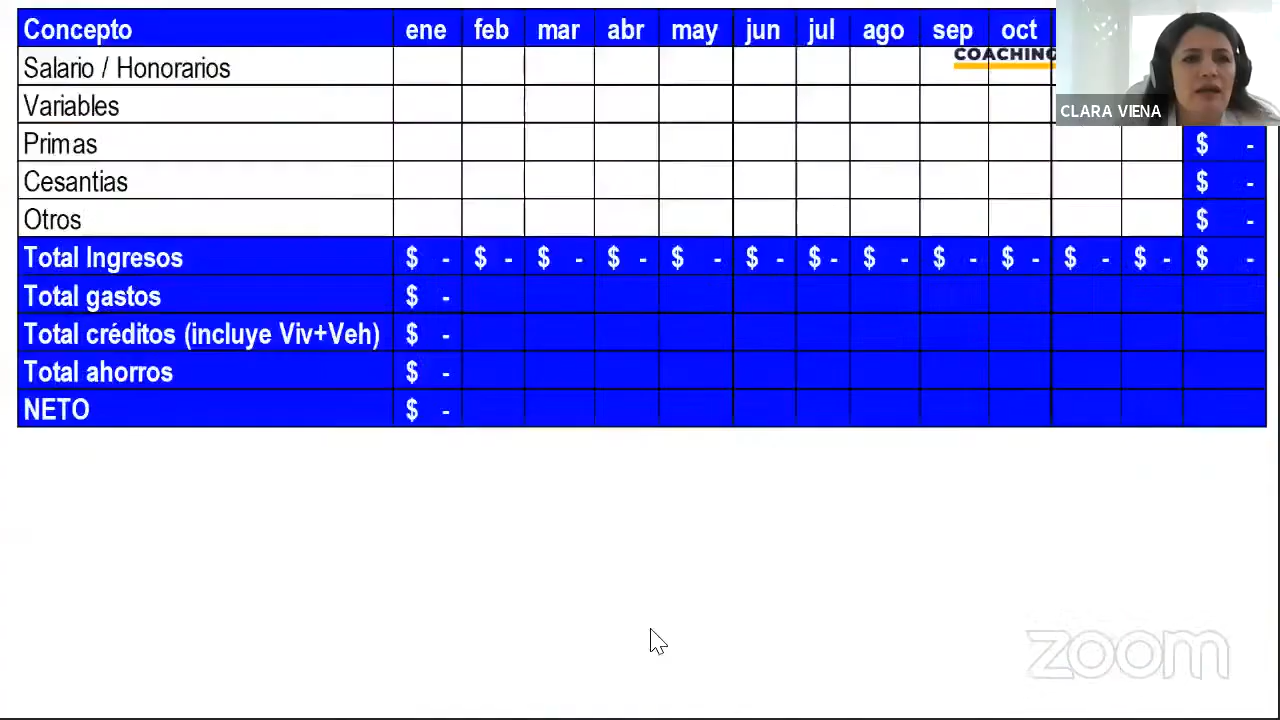 Concepto ene feb mar abr may jun jul ago sep oct
COACHING
CLARA VIENA
Salario / Honorarios
Variables
Primas $ -
Cesantias $ -
Otros $ -
Total Ingresos $ - $ - $ - $ - $ - $ - $ - $ - $ - $ - $ - $ - $ -
Total gastos $ -
Total créditos (incluye Viv+Veh) $ -
Total ahorros $ -
NETO $ -
zoom